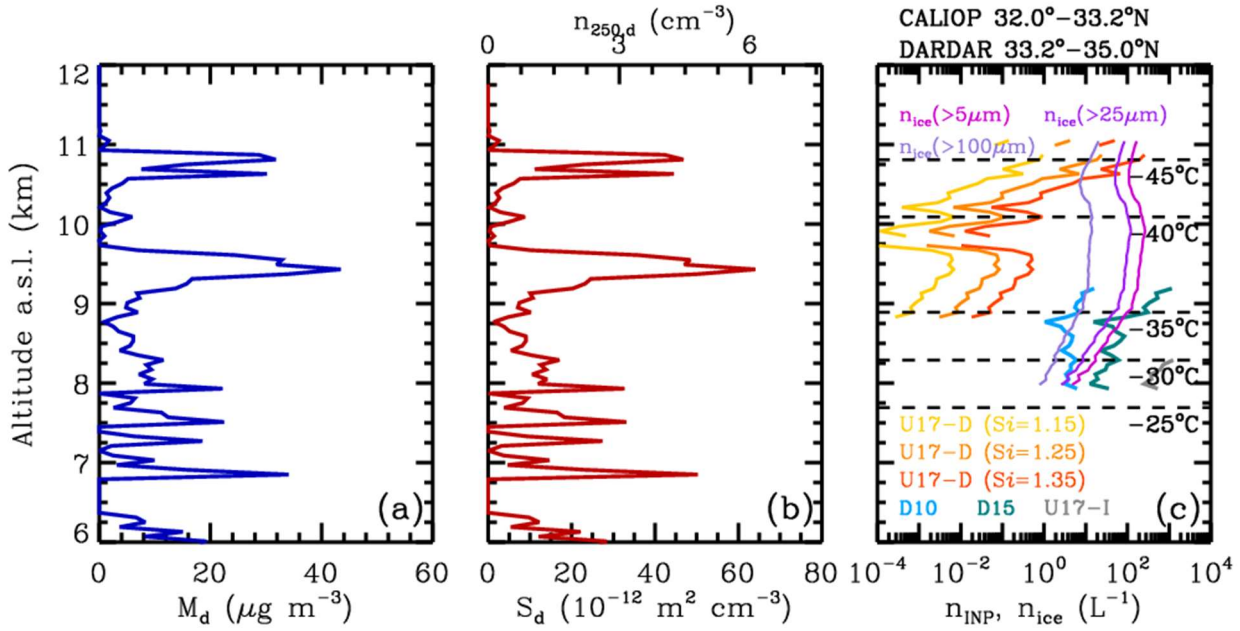 n250,d (cm−3)
0 3 6
CALIOP 32.0°−33.2°N
DARDAR 33.2°−35.0°N
12
11
10
9
8
7
6
Altitude a.s.l. (km)
(a)
0 20 40 60
Md (μg m−3)
(b)
0 20 40 60 80
Sd (10−12 m2 cm−3)
nice(>5μm) nice(>25μm)
nice(>100μm)
−45°C
−40°C
−35°C
−30°C
−25°C
U17−D (Si=1.15)
U17−D (Si=1.25)
U17−D (Si=1.35)
D10 D15 U17−I
(c)
10−4 10−2 100 102 104
nINP, nice (L−1)